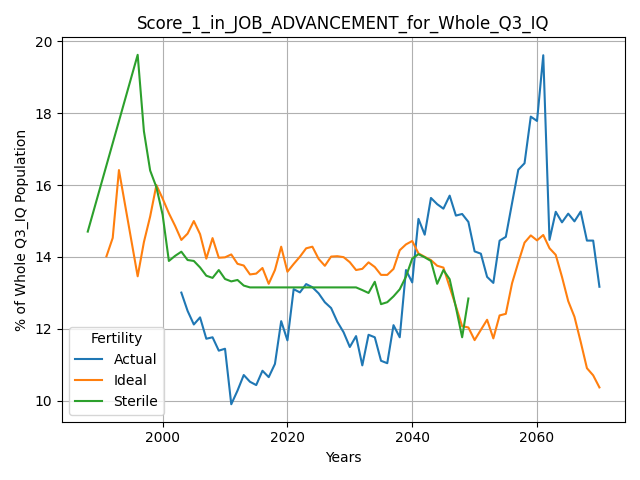 Score_1_in_JOB_ADVANCEMENT_for_Whole_Q3_IQ
% of Whole Q3_IQ Population
20
18
16
14
12
10
Fertility
Actual
Ideal
Sterile
2000 2020 2040 2060
Years